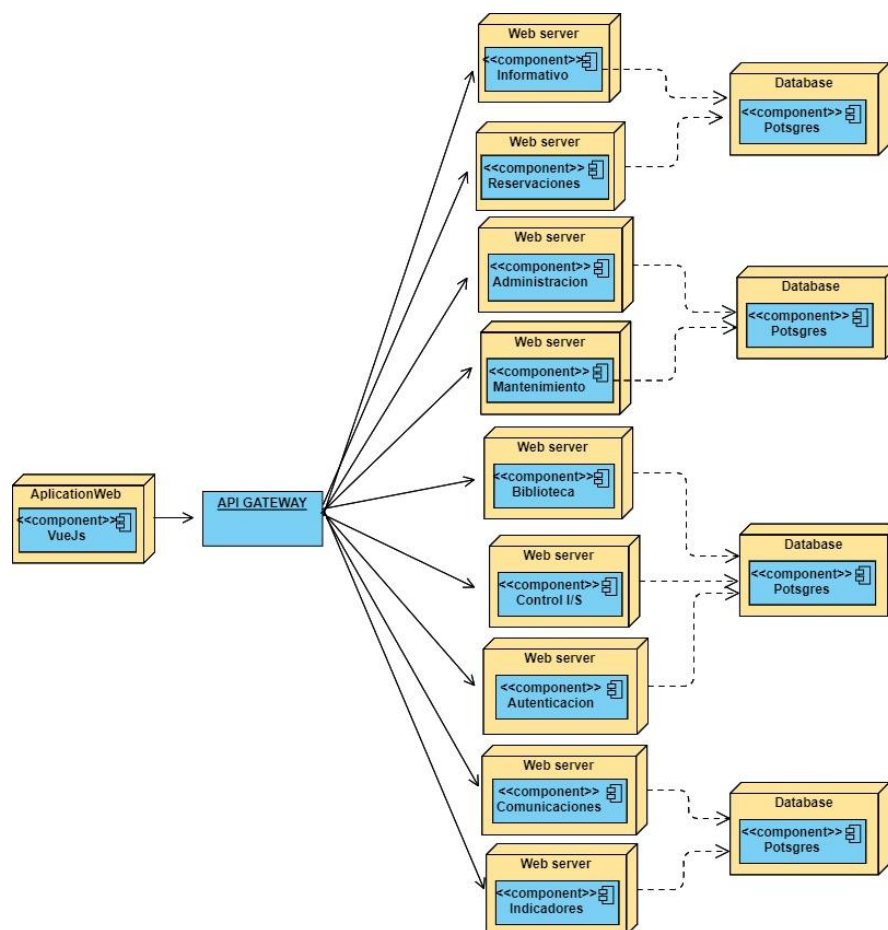 Web server
<<component>>
Informativo
Database
<<component>>
Potsgres
Web server
<<component>>
Reservaciones
Web server
<<component>>
Administracion
Database
<<component>>
Potsgres
Web server
<<component>>
Mantenimiento
Web server
<<component>>
Biblioteca
AplicationWeb
<<component>>
VueJs
API GATEWAY
Database
<<component>>
Potsgres
Web server
<<component>>
Control I/S
Web server
<<component>>
Autenticacion
Web server
<<component>>
Comunicaciones
Database
<<component>>
Potsgres
Web server
<<component>>
Indicadores